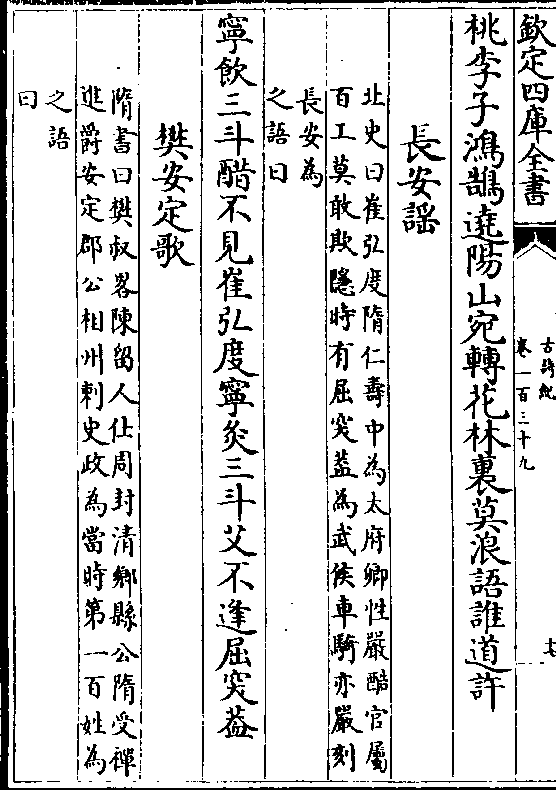 欽定四庫全書
古詩紀
卷一百三十九
桃李子鴻鵠遶陽山宛轉花林裏莫浪語誰道許
長安謡
北史曰崔弘度隋仁壽中為太府卿性嚴酷官屬
百工莫敢欺隱時有屈突葢為武候車騎亦嚴刻
長安為
之語曰
寧飲三斗醋不見崔弘度寧灸三斗艾不逢屈突葢
樊安定歌
隋書曰樊叔畧陳留人仕周封清鄉縣公隋受禪
進爵安定郡公相州刺史政為當時第一百姓為
之語
曰